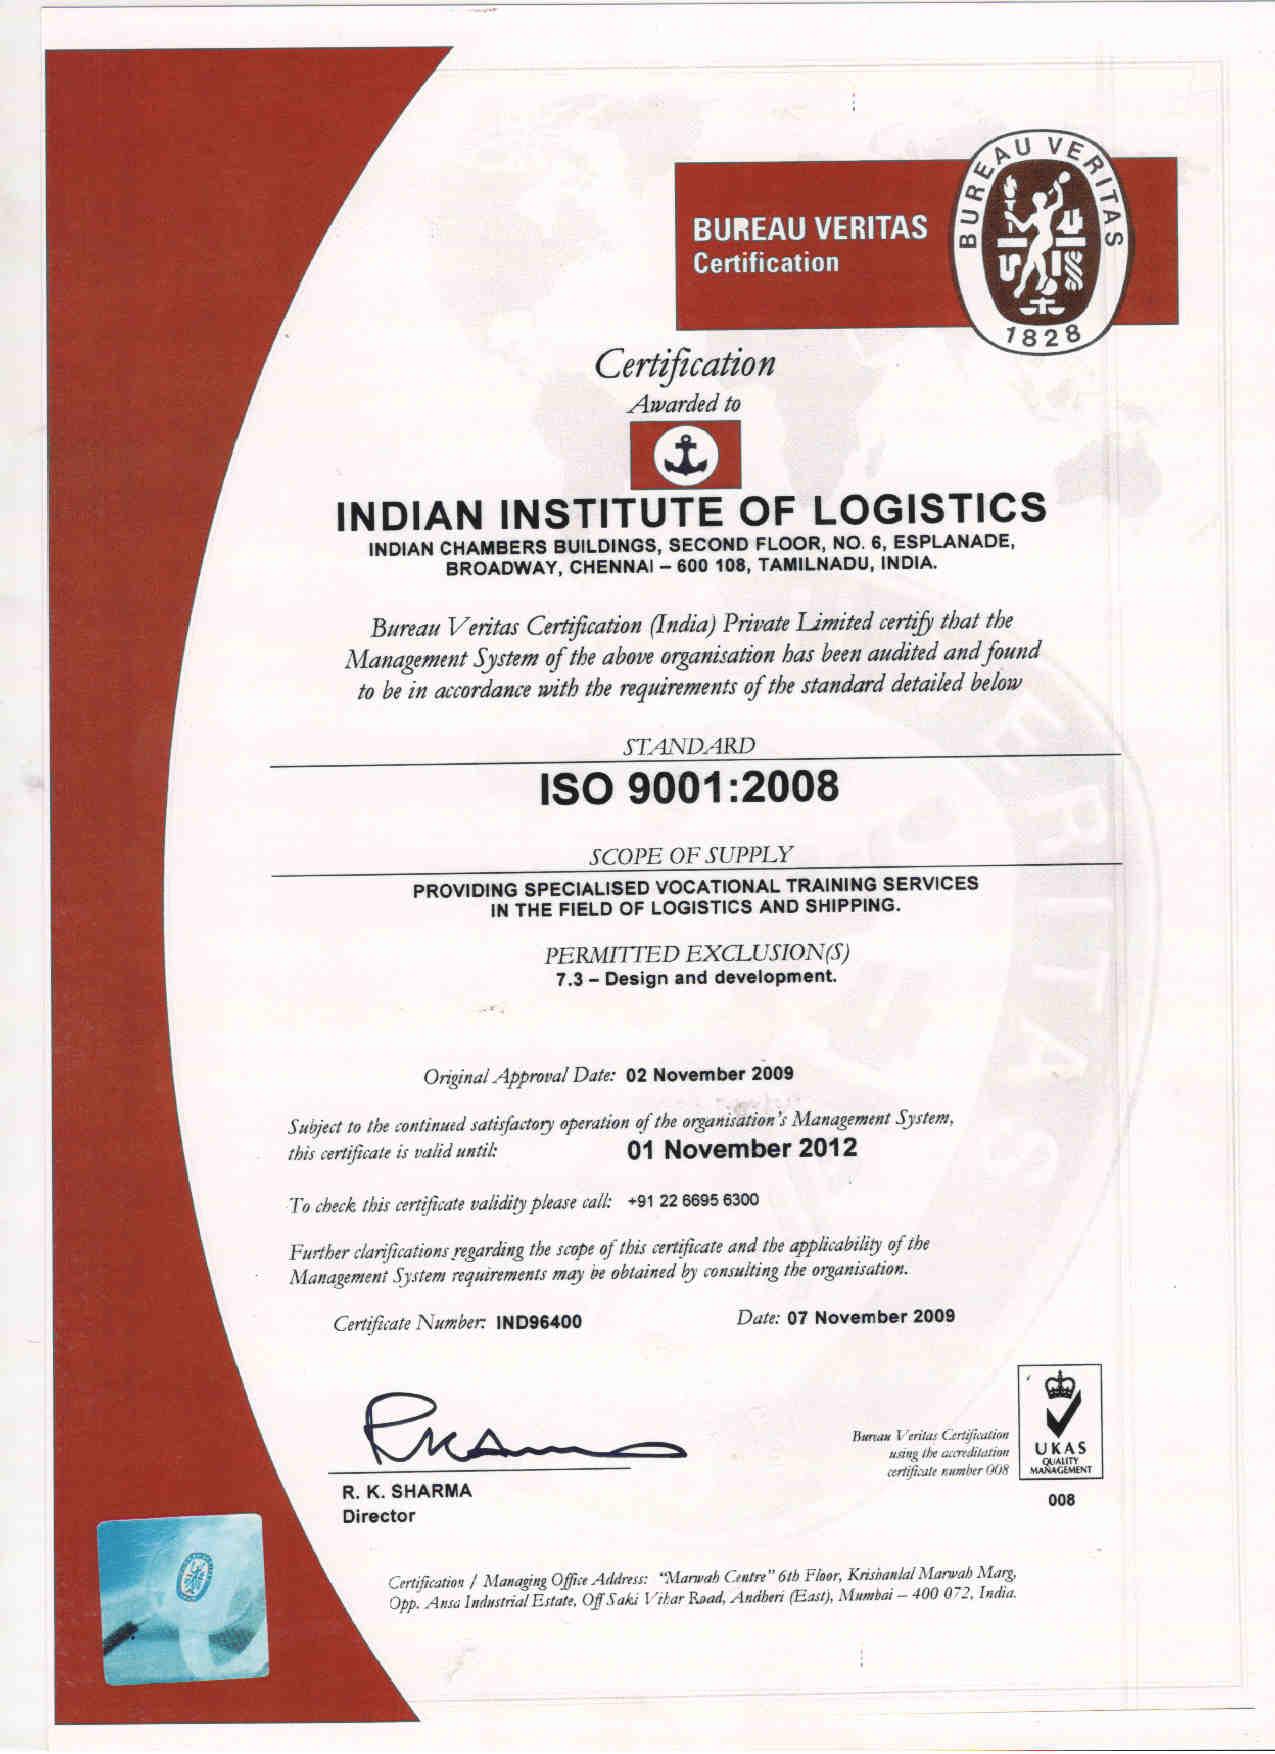 BUREAU VERITAS
Certification
BUREAU VERITAS
1828
Certification
Awarded to
INDIAN INSTITUTE OF LOGISTICS
INDIAN CHAMBERS BUILDINGS, SECOND FLOOR, NO. 6, ESPLANADE,
BROADWAY, CHENNAI – 600 108, TAMILNADU, INDIA.
Bureau Veritas Certification (India) Private Limited certify that the
Management System of the above organisation has been audited and found
to be in accordance with the requirements of the standard detailed below
STANDARD
ISO 9001:2008
SCOPE OF SUPPLY
PROVIDING SPECIALISED VOCATIONAL TRAINING SERVICES
IN THE FIELD OF LOGISTICS AND SHIPPING.
PERMITTED EXCLUSION(S)
7.3 – Design and development.
Original Approval Date: 02 November 2009
Subject to the continued satisfactory operation of the organisation's Management System,
this certificate is valid until: 01 November 2012
To check this certificate validity please call: +91 22 6695 6300
Further clarifications regarding the scope of this certificate and the applicability of the
Management System requirements may be obtained by consulting the organisation.
Certificate Number: IND96400 Date: 07 November 2009
R. K. SHARMA
Director
Bureau Veritas Certification
using the accreditation
certificate number 008
UKAS
QUALITY
MANAGEMENT
008
Certification / Managing Office Address: "Marwah Centre" 6th Floor, Krishanlal Marwah Marg,
Opp. Ansa Industrial Estate, Off Saki Vihar Road, Andheri (East), Mumbai – 400 072, India.